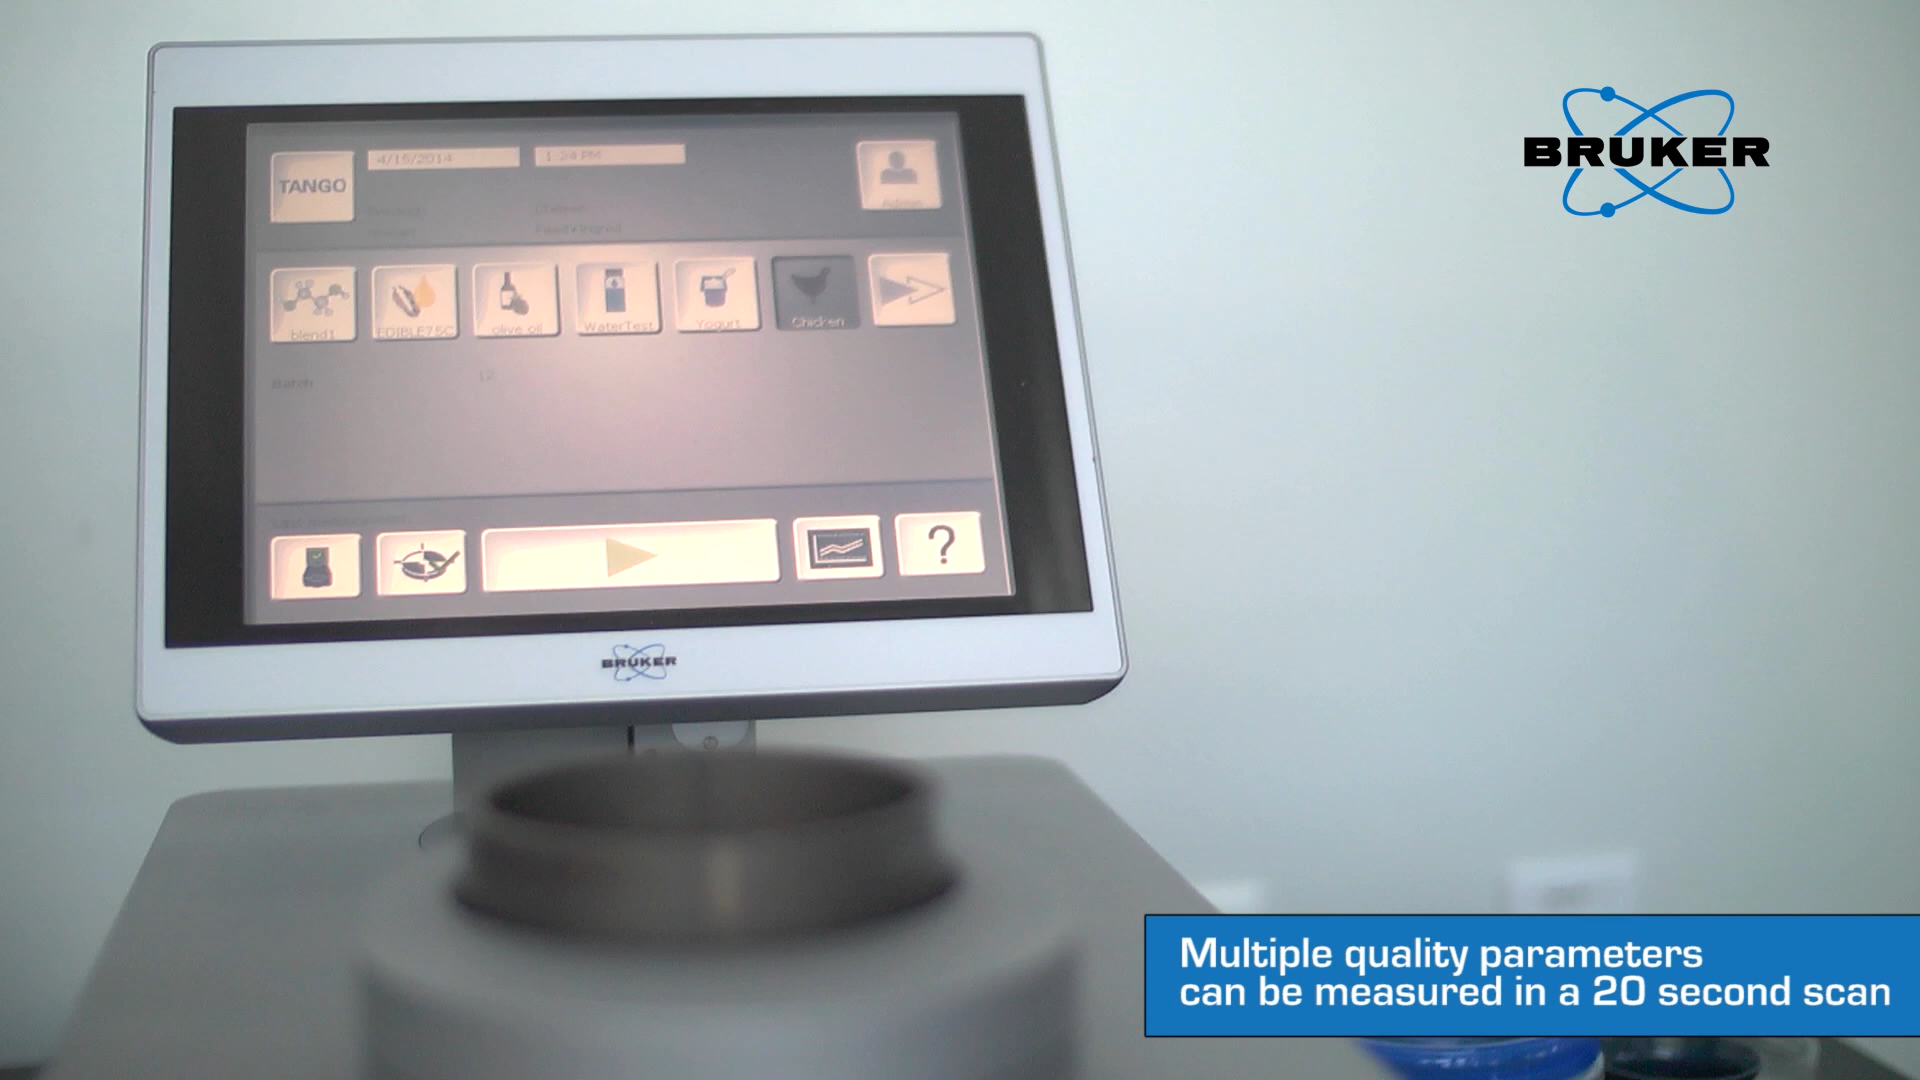 BRUKER
4/15/2014
1:24 PM
TANGO
Admin
blend1
EDIBLE75C
olive oil
WaterTest
Yogurt
Chicken
Batch
12
?
BRUKER
Multiple quality parameters
can be measured in a 20 second scan